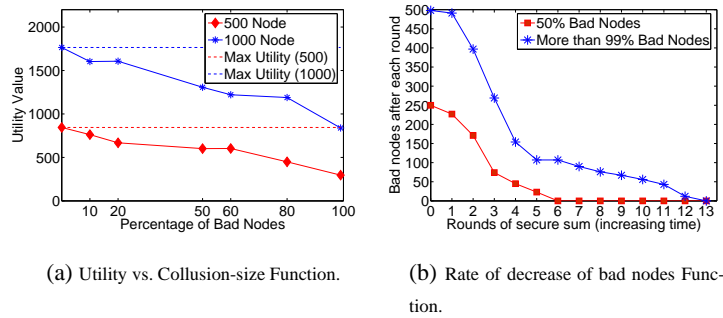 2000
1500
1000
500
0
Utility Value
500 Node
1000 Node
Max Utility (500)
Max Utility (1000)
10 20 50 60 80 100
Percentage of Bad Nodes
(a) Utility vs. Collusion-size Function.
500
450
400
350
300
250
200
150
100
50
0
Bad nodes after each round
50% Bad Nodes
More than 99% Bad Nodes
0 1 2 3 4 5 6 7 8 9 10 11 12 13
Rounds of secure sum (increasing time)
(b) Rate of decrease of bad nodes Func-
tion.